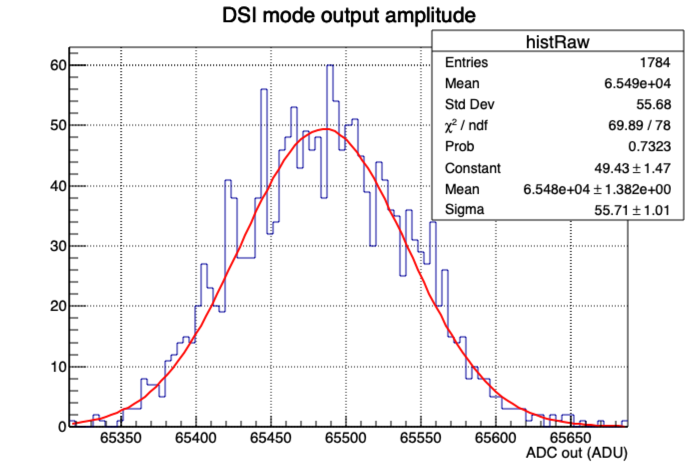 DSI mode output amplitude
histRaw
Entries 1784
Mean 6.549e+04
Std Dev 55.68
χ² / ndf 69.89 / 78
Prob 0.7323
Constant 49.43 ± 1.47
Mean 6.548e+04 ± 1.382e+00
Sigma 55.71 ± 1.01
60
50
40
30
20
10
0
65350 65400 65450 65500 65550 65600 65650
ADC out (ADU)